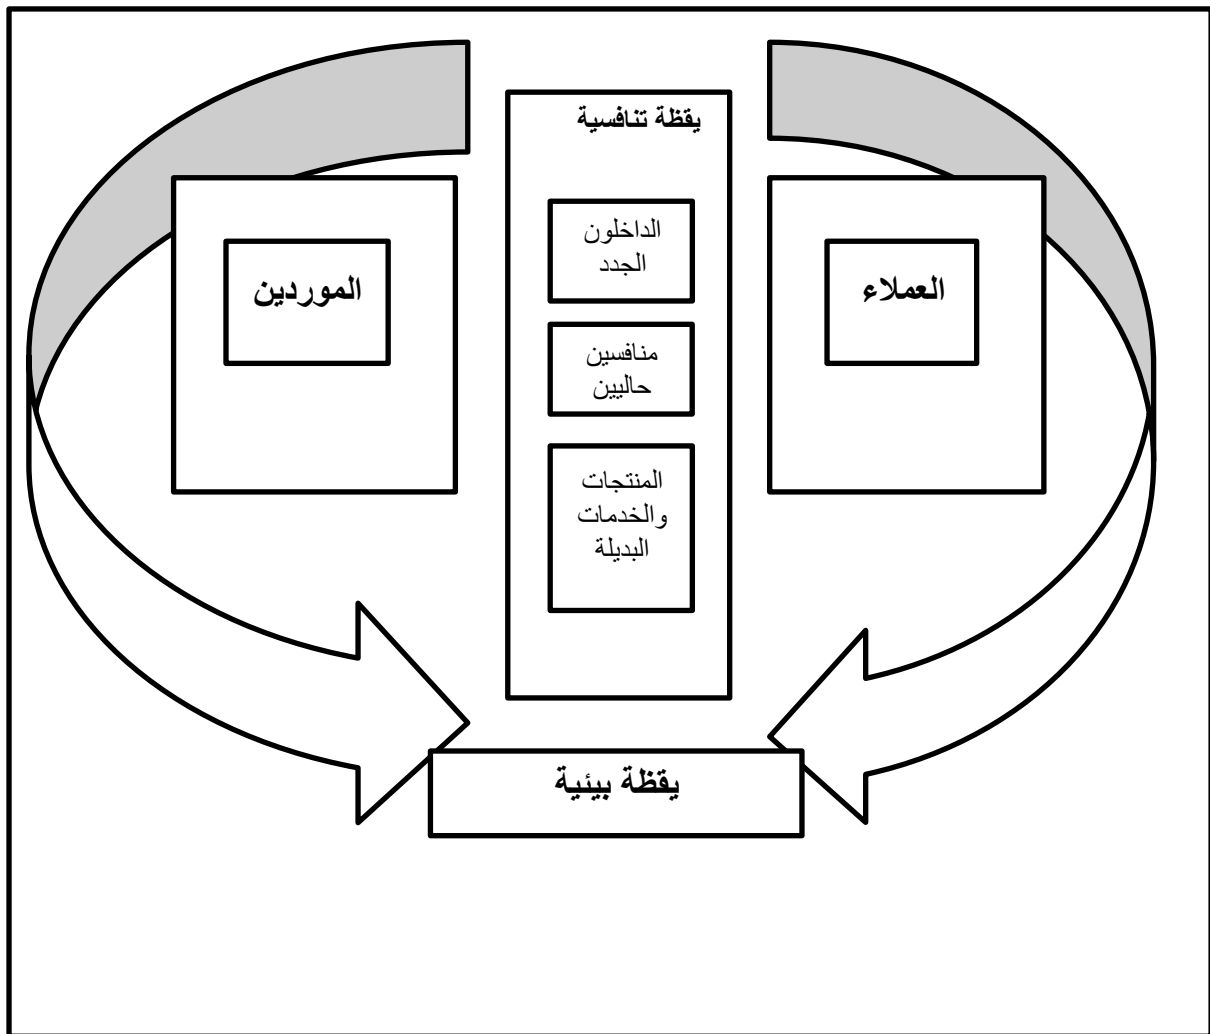 يقظة تنافسية
العملاء
الداخلون
الجدد
منافسين
حاليين
المنتجات
والخدمات
البديلة
الموردين
يقظة بيئية